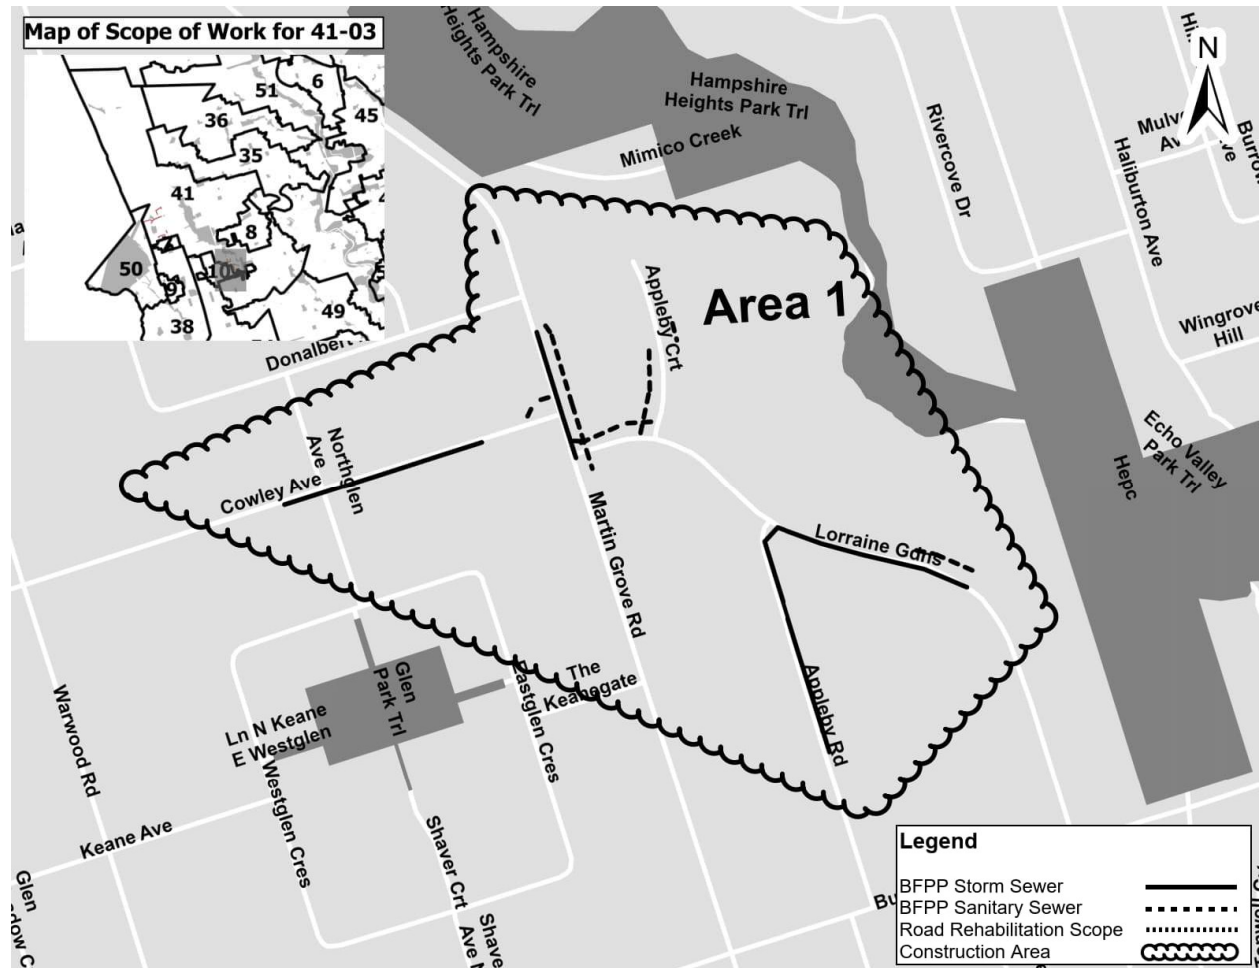 Map of Scope of Work for 41-03
6
51
45
36
35
41
8
50
10
9
49
38
Hampshire
Heights Park Trl
Hampshire
Heights Park Trl
Mimico Creek
Rivercove Dr
Haliburton Ave
N
Wingrove
Hill
Donalbert
Appleby Crt
Area 1
Northglen
Ave
Cowley Ave
Martin Grove Rd
Lorraine Gdns
Hepc
Echo Valley
Park Trl
Appleby Rd
The
Keanegate
Eastglen Cres
Glen
Park Trl
Ln N Keane
E Westglen
Westglen Cres
Warwood Rd
Keane Ave
Shaver Crt
Shave
Ave N
Glen
Legend
BFPP Storm Sewer
BFPP Sanitary Sewer
Road Rehabilitation Scope
Construction Area